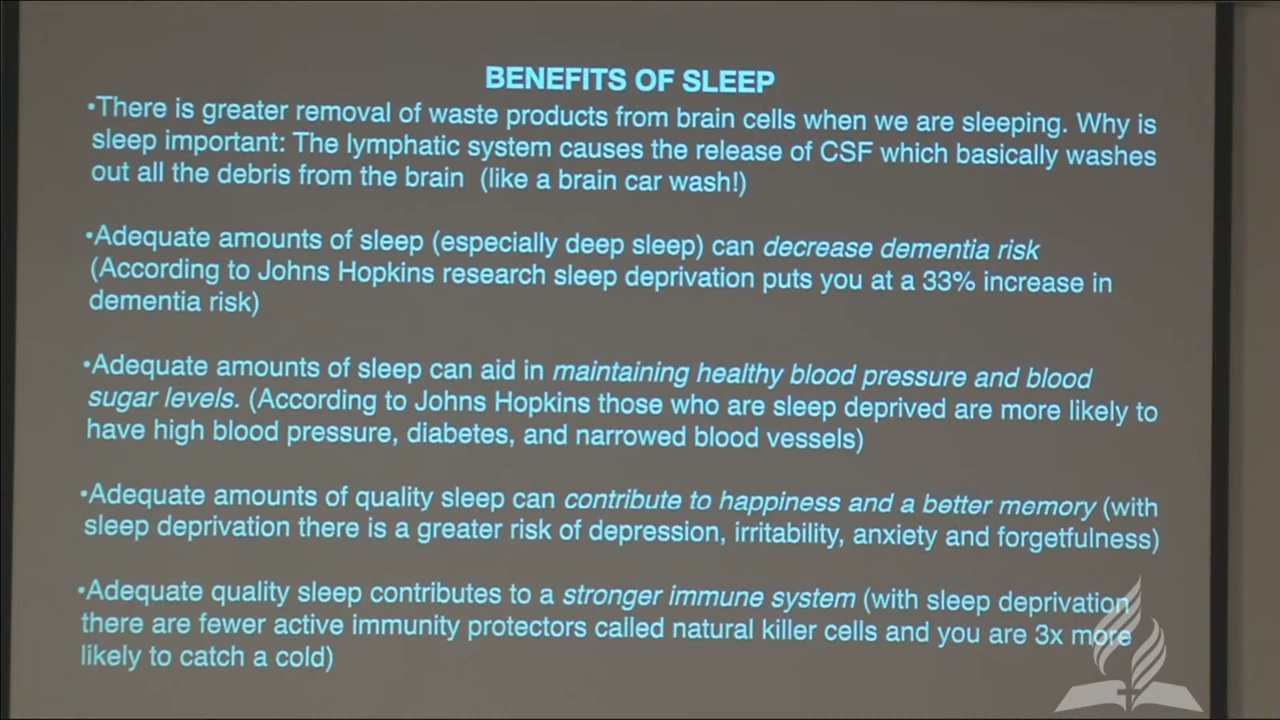 BENEFITS OF SLEEP
•There is greater removal of waste products from brain cells when we are sleeping. Why is
sleep important: The lymphatic system causes the release of CSF which basically washes
out all the debris from the brain (like a brain car wash!)
•Adequate amounts of sleep (especially deep sleep) can decrease dementia risk
(According to Johns Hopkins research sleep deprivation puts you at a 33% increase in
dementia risk)
•Adequate amounts of sleep can aid in maintaining healthy blood pressure and blood
sugar levels. (According to Johns Hopkins those who are sleep deprived are more likely to
have high blood pressure, diabetes, and narrowed blood vessels)
•Adequate amounts of quality sleep can contribute to happiness and a better memory (with
sleep deprivation there is a greater risk of depression, irritability, anxiety and forgetfulness)
•Adequate quality sleep contributes to a stronger immune system (with sleep deprivation
there are fewer active immunity protectors called natural killer cells and you are 3x more
likely to catch a cold)